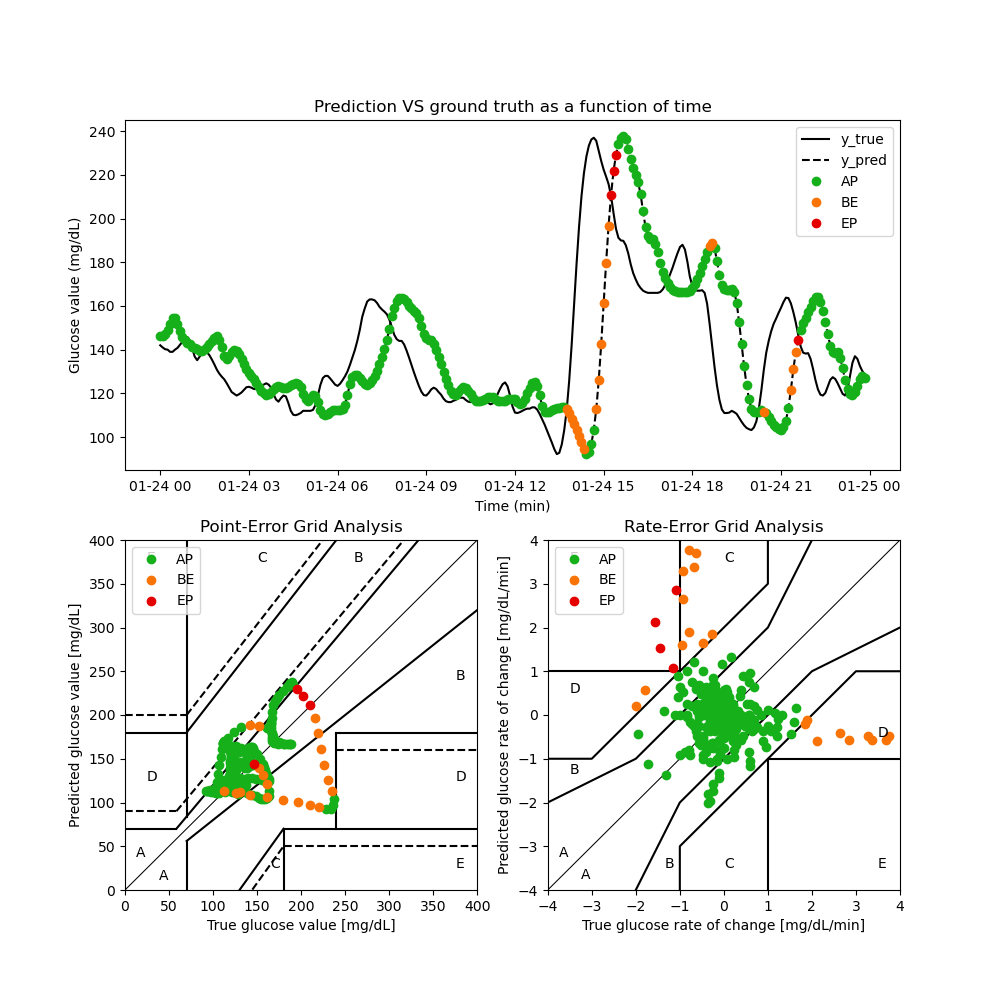 Prediction VS ground truth as a function of time
Glucose value (mg/dL)
240
220
200
180
160
140
120
100
y_true
y_pred
AP
BE
EP
01-24 00 01-24 03 01-24 06 01-24 09 01-24 12 01-24 15 01-24 18 01-24 21 01-25 00
Time (min)
Point-Error Grid Analysis
Predicted glucose value [mg/dL]
400
350
300
250
200
150
100
50
0
AP
BE
EP
C
B
B
D
D
A
A
C
E
0 50 100 150 200 250 300 350 400
True glucose value [mg/dL]
Rate-Error Grid Analysis
Predicted glucose rate of change [mg/dL/min]
4
3
2
1
0
−1
−2
−3
−4
AP
BE
EP
C
D
D
B
A
A
B
C
E
−4 −3 −2 −1 0 1 2 3 4
True glucose rate of change [mg/dL/min]